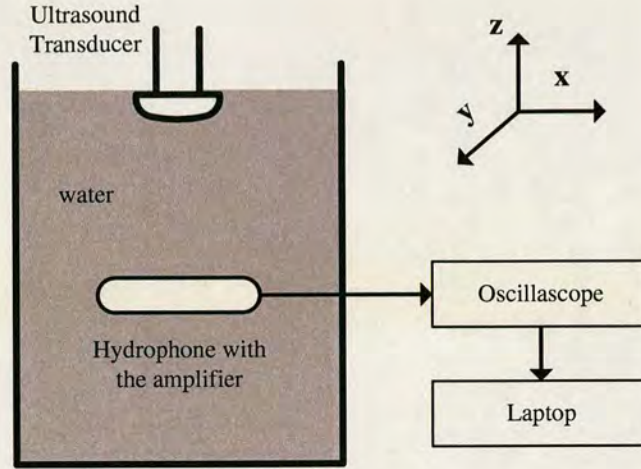 Ultrasound
Transducer
z
x
y
water
Oscillascope
Hydrophone with
the amplifier
Laptop